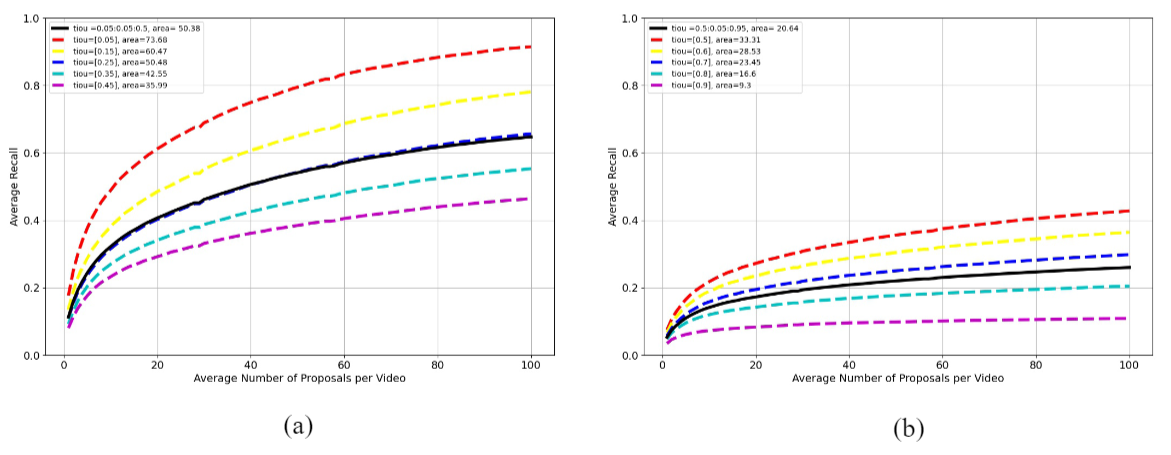 1.0
0.8
0.6
0.4
0.2
0.0
Average Recall
tiou =0.05:0.05:0.5, area= 50.38
tiou=[0.05], area=73.68
tiou=[0.15], area=60.47
tiou=[0.25], area=50.48
tiou=[0.35], area=42.55
tiou=[0.45], area=35.99
0 20 40 60 80 100
Average Number of Proposals per Video
(a)
1.0
0.8
0.6
0.4
0.2
0.0
Average Recall
tiou =0.5:0.05:0.95, area= 20.64
tiou=[0.5], area=33.31
tiou=[0.6], area=28.53
tiou=[0.7], area=23.45
tiou=[0.8], area=16.6
tiou=[0.9], area=9.3
0 20 40 60 80 100
Average Number of Proposals per Video
(b)